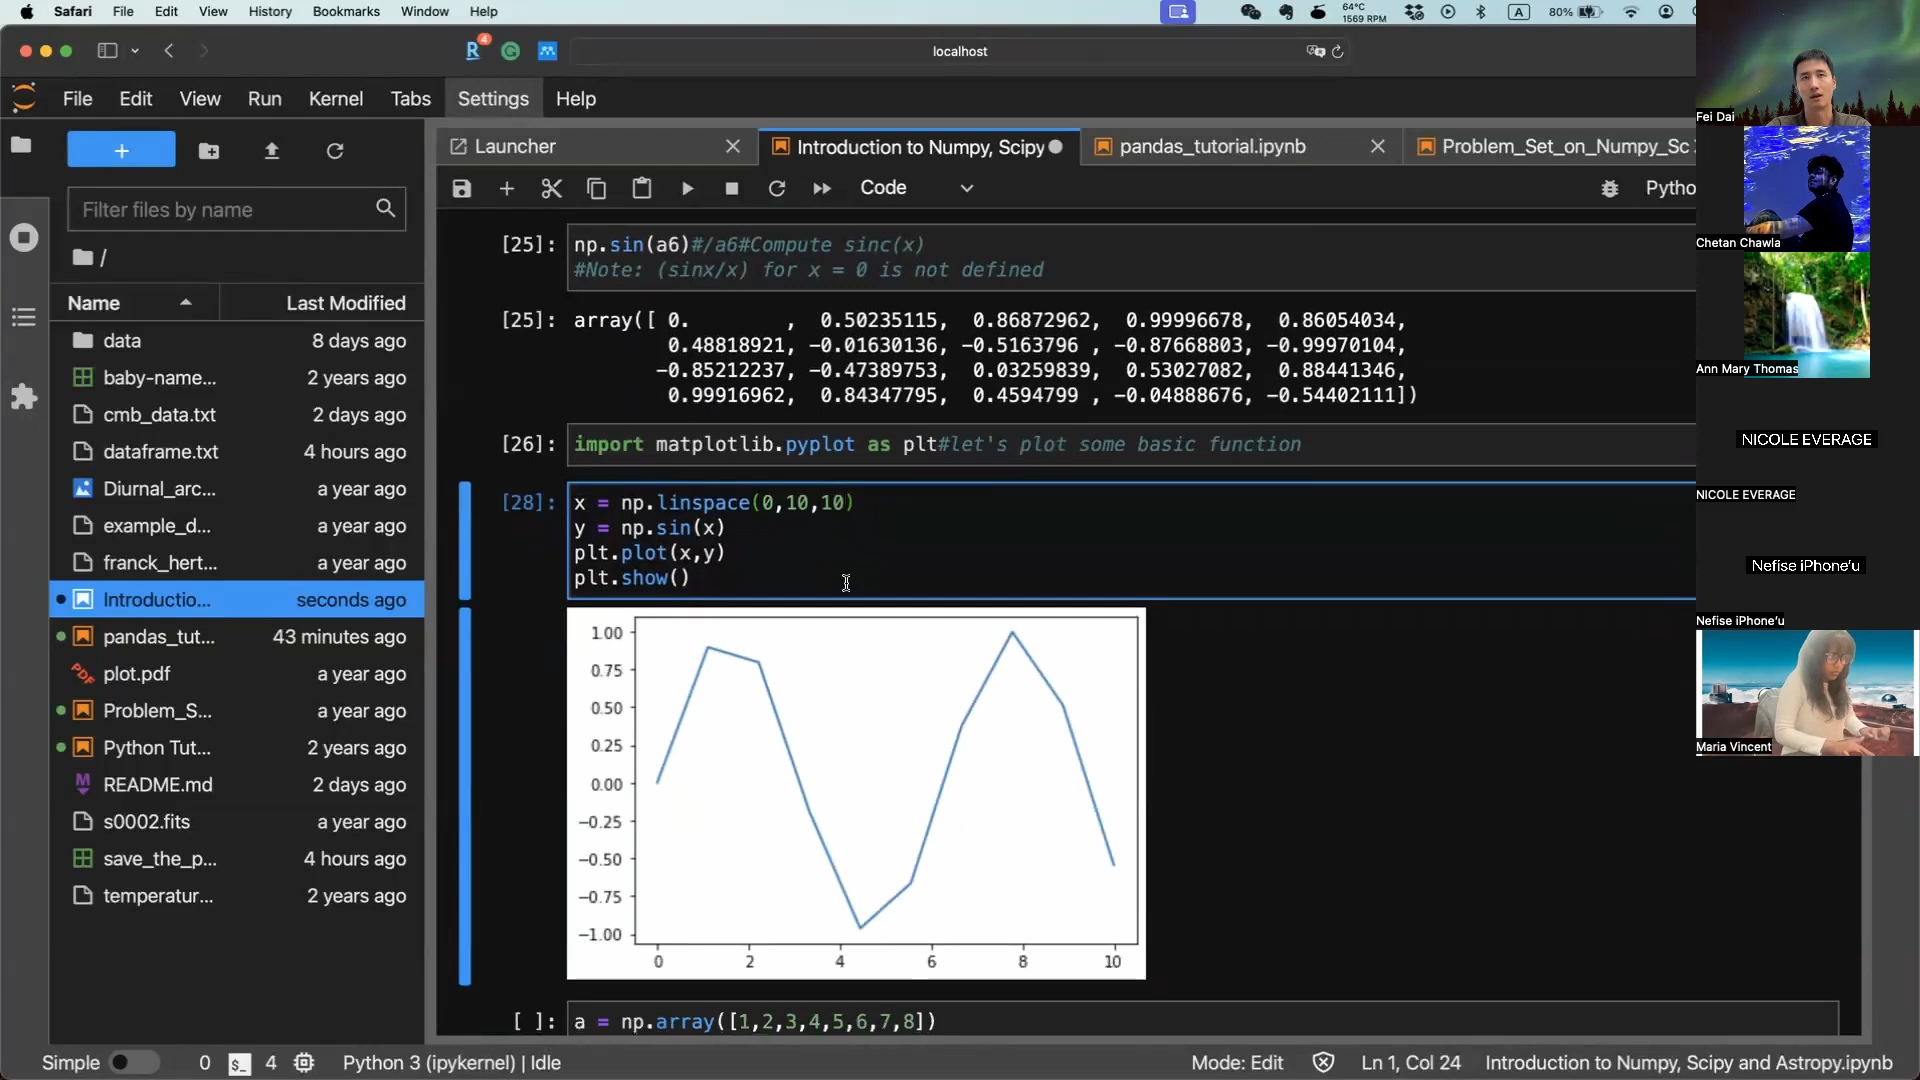 Safari File Edit View History Bookmarks Window Help
64°C
1569 RPM
A
80%
R
4
localhost
File Edit View Run Kernel Tabs Settings Help
+
Filter files by name
/
Name Last Modified
data 8 days ago
baby-name... 2 years ago
cmb_data.txt 2 days ago
dataframe.txt 4 hours ago
Diurnal_arc... a year ago
example_d... a year ago
franck_hert... a year ago
Introductio... seconds ago
pandas_tut... 43 minutes ago
plot.pdf a year ago
Problem_S... a year ago
Python Tut... 2 years ago
README.md 2 days ago
s0002.fits a year ago
save_the_p... 4 hours ago
temperatur... 2 years ago
Launcher
Introduction to Numpy, Scipy
pandas_tutorial.ipynb
Problem_Set_on_Numpy_Sc
Code
Pytho
[25]: np.sin(a6)#/a6#Compute sinc(x)
#Note: (sinx/x) for x = 0 is not defined
[25]: array([ 0.        ,  0.50235115,  0.86872962,  0.99996678,  0.86054034,
0.48818921, -0.01630136, -0.5163796 , -0.87668803, -0.99970104,
-0.85212237, -0.47389753,  0.03259839,  0.53027082,  0.88441346,
0.99916962,  0.84347795,  0.4594799 , -0.04888676, -0.54402111])
[26]: import matplotlib.pyplot as plt#let's plot some basic function
[28]: x = np.linspace(0,10,10)
y = np.sin(x)
plt.plot(x,y)
plt.show()
1.00
0.75
0.50
0.25
0.00
−0.25
−0.50
−0.75
−1.00
0 2 4 6 8 10
[ ]: a = np.array([1,2,3,4,5,6,7,8])
Simple 0 $_ 4 Python 3 (ipykernel) | Idle
Mode: Edit Ln 1, Col 24 Introduction to Numpy, Scipy and Astropy.ipynb
Fei Dai
Chetan Chawla
Ann Mary Thomas
NICOLE EVERAGE
NICOLE EVERAGE
Nefise iPhone'u
Nefise iPhone'u
Maria Vincent